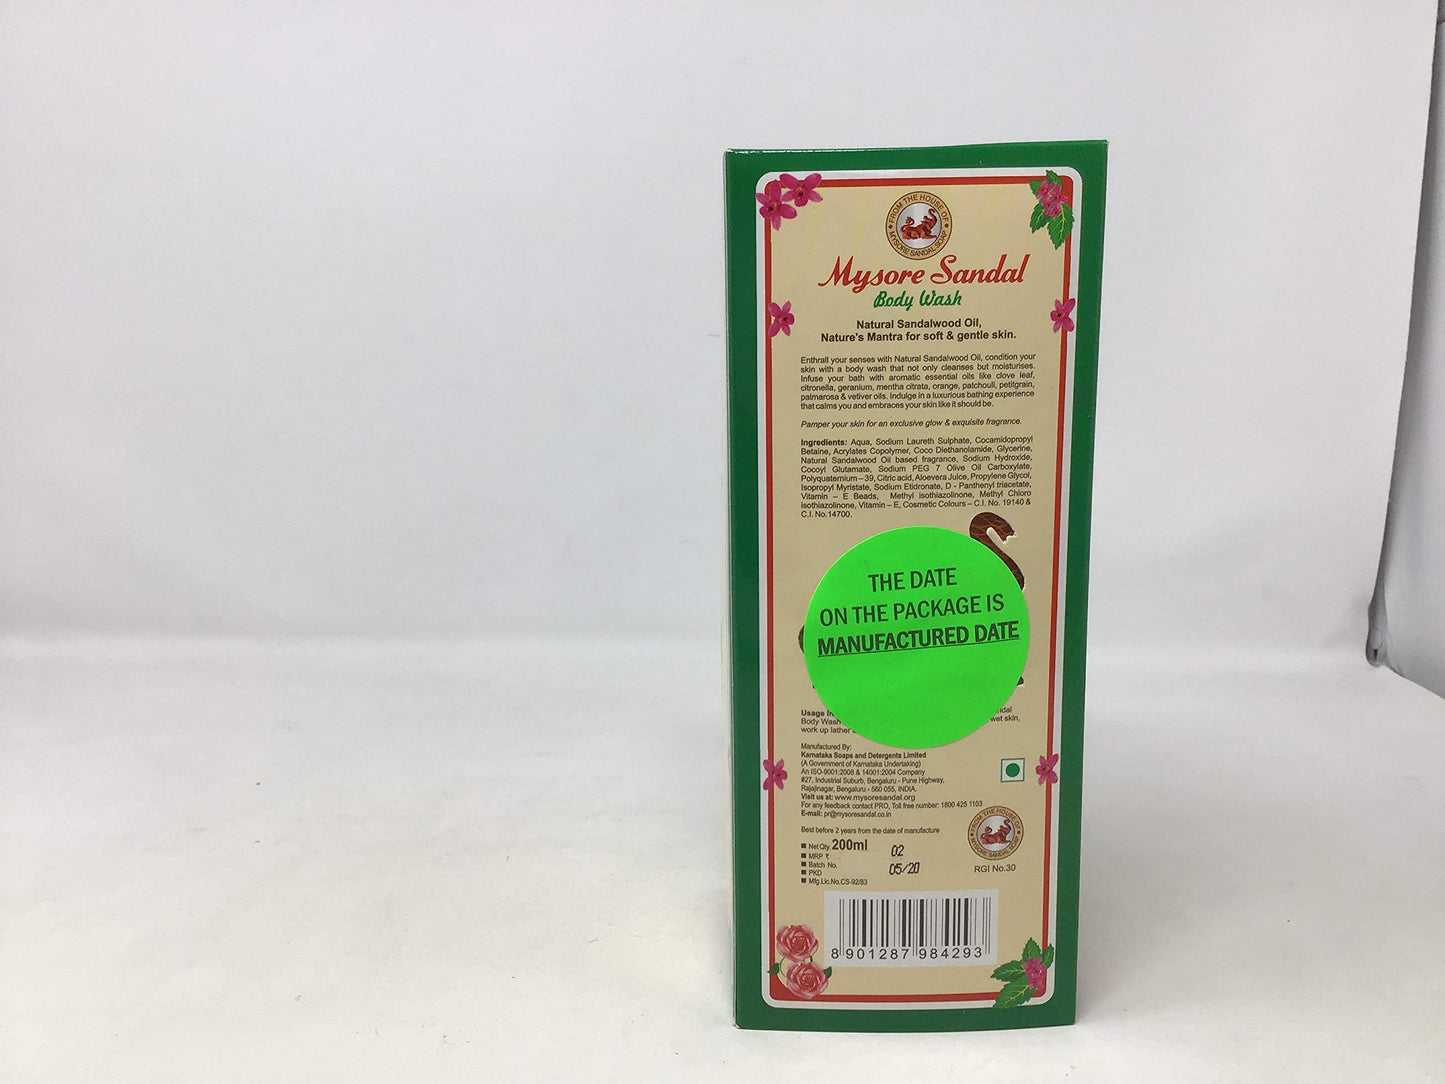 FROM THE HOUSE OF
MYSORE SANDAL SOAP
Mysore Sandal
Body Wash
Natural Sandalwood Oil,
Nature's Mantra for soft & gentle skin.
Enthrall your senses with Natural Sandalwood Oil, condition your
skin with a body wash that not only cleanses but moisturises.
Infuse your bath with aromatic essential oils like clove leaf,
citronella, geranium, mentha citrata, orange, patchouli, petitgrain,
palmarosa & vetiver oils. Indulge in a luxurious bathing experience
that calms you and embraces your skin like it should be.
Pamper your skin for an exclusive glow & exquisite fragrance.
Ingredients: Aqua, Sodium Laureth Sulphate, Cocamidopropyl
Betaine, Acrylates Copolymer, Coco Diethanolamide, Glycerine,
Natural Sandalwood Oil based fragrance, Sodium Hydroxide,
Cocoyl Glutamate, Sodium PEG 7 Olive Oil Carboxylate,
Polyquaternium – 39, Citric acid, Aloevera Juice, Propylene Glycol,
Isopropyl Myristate, Sodium Etidronate, D - Panthenyl triacetate,
Vitamin – E Beads, Methyl isothiazolinone, Methyl Chloro
isothiazolinone, Vitamin – E, Cosmetic Colours – C.I. No. 19140 &
C.I. No.14700.
THE DATE
ON THE PACKAGE IS
MANUFACTURED DATE
Usage
Body Wash wet skin,
work up lather
Manufactured By:
Karnataka Soaps and Detergents Limited
(A Government of Karnataka Undertaking)
An ISO-9001:2008 & 14001:2004 Company
#27, Industrial Suburb, Bengaluru - Pune Highway,
Rajajinagar, Bengaluru - 560 055, INDIA.
Visit us at: www.mysoresandal.org
For any feedback contact PRO, Toll free number: 1800 425 1103
E-mail: pr@mysoresandal.co.in
Best before 2 years from the date of manufacture
Net Qty. 200ml
MRP ₹
Batch No. 02
PKD 05/20
Mfg.Lic.No.CS-92/83
FROM THE HOUSE OF
MYSORE SANDAL SOAP
RGI No.30
8 901287 984293